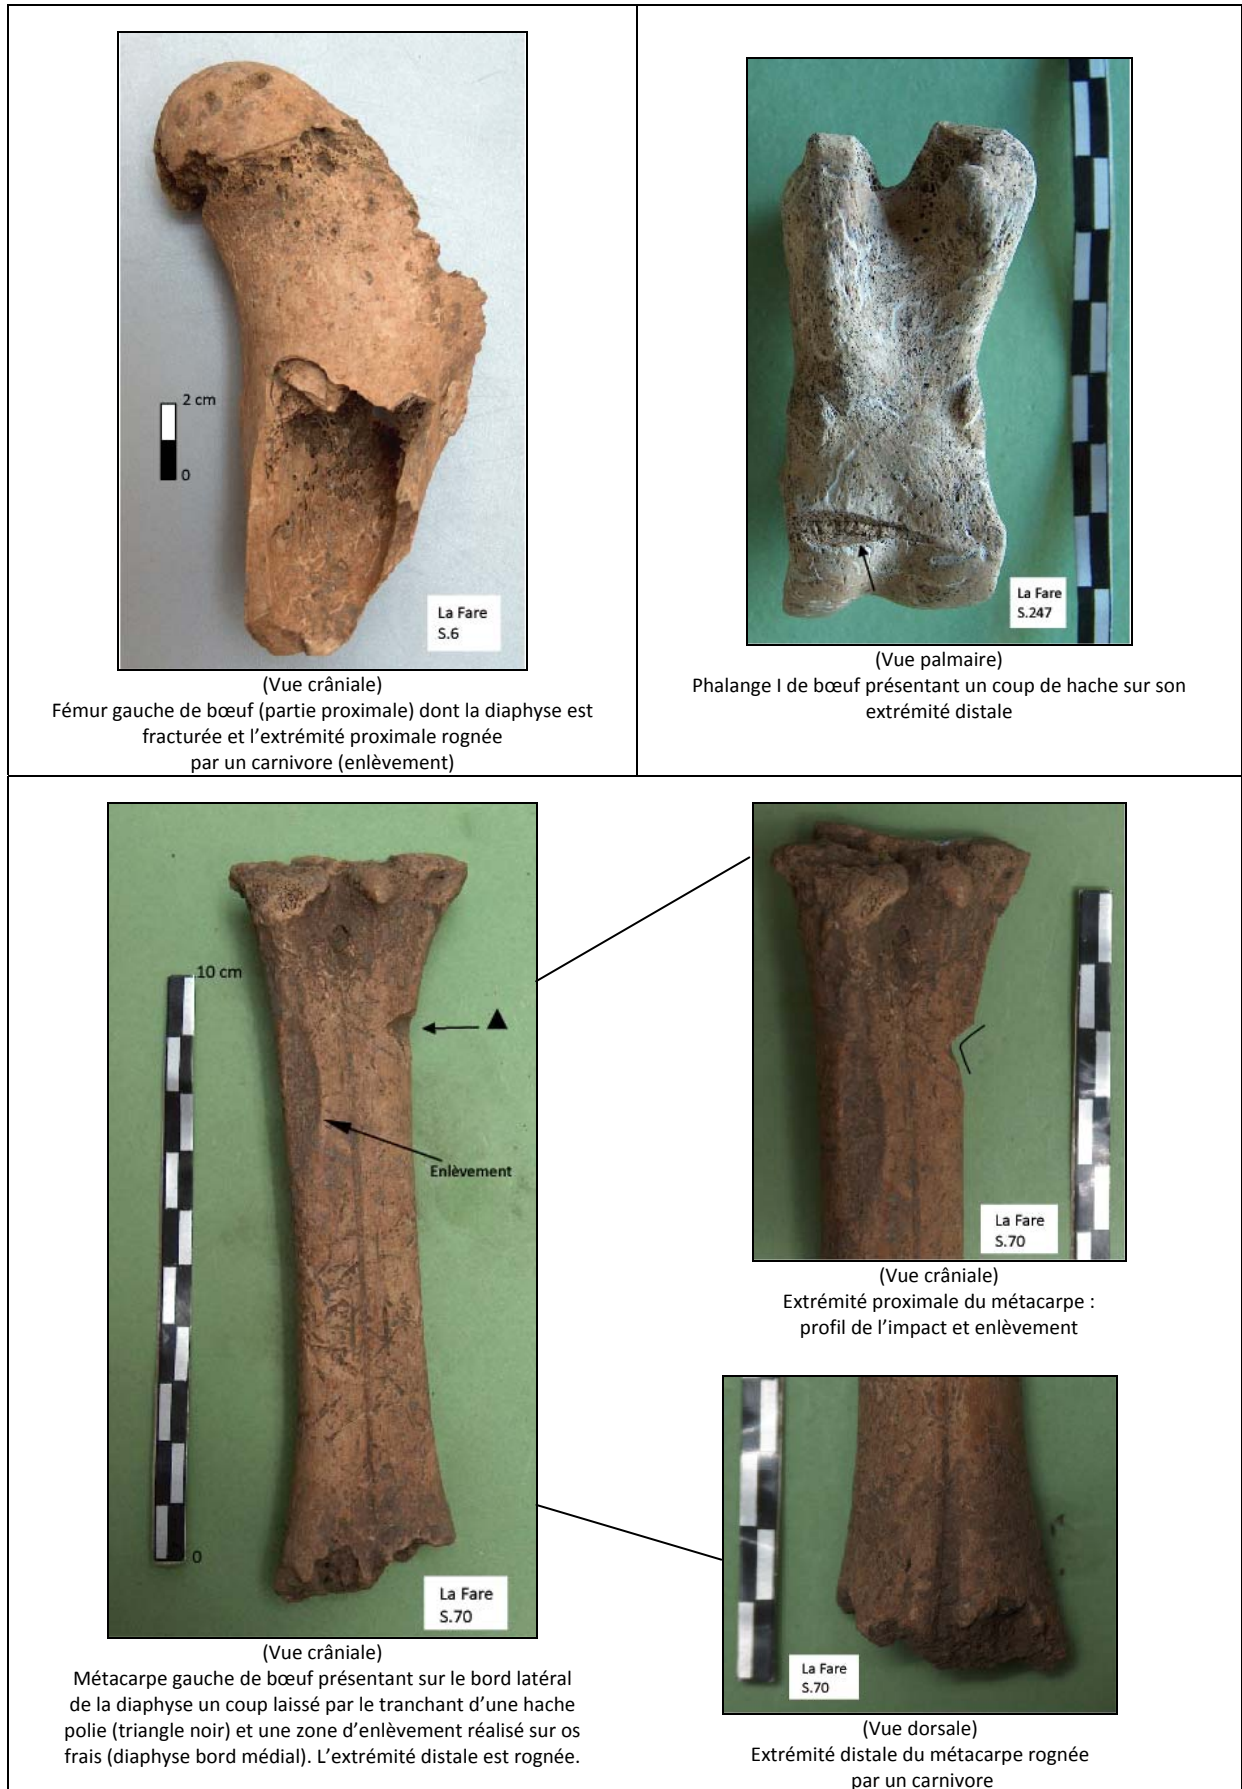 2 cm
0
La Fare
S.6
(Vue crâniale)
Fémur gauche de bœuf (partie proximale) dont la diaphyse est
fracturée et l’extrémité proximale rognée
par un carnivore (enlèvement)
La Fare
S.247
(Vue palmaire)
Phalange I de bœuf présentant un coup de hache sur son
extrémité distale
10 cm
Enlèvement
0
La Fare
S.70
(Vue crâniale)
Métacarpe gauche de bœuf présentant sur le bord latéral
de la diaphyse un coup laissé par le tranchant d’une hache
polie (triangle noir) et une zone d’enlèvement réalisé sur os
frais (diaphyse bord médial). L’extrémité distale est rognée.
La Fare
S.70
(Vue crâniale)
Extrémité proximale du métacarpe :
profil de l’impact et enlèvement
La Fare
S.70
(Vue dorsale)
Extrémité distale du métacarpe rognée
par un carnivore